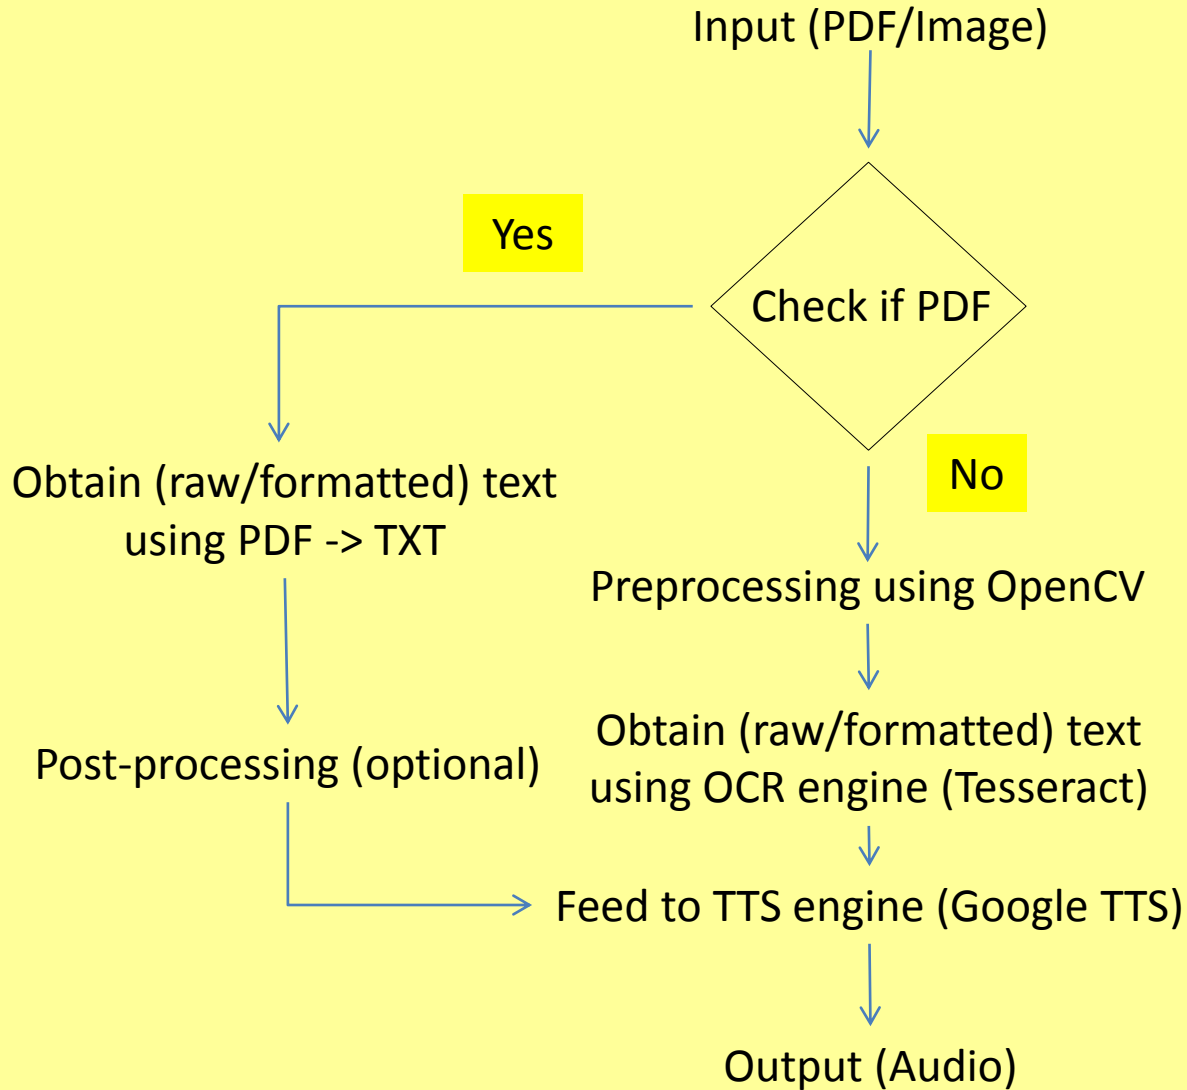 Input (PDF/Image)
Check if PDF
Yes
Obtain (raw/formatted) text
using PDF -> TXT
Post-processing (optional)
No
Preprocessing using OpenCV
Obtain (raw/formatted) text
using OCR engine (Tesseract)
Feed to TTS engine (Google TTS)
Output (Audio)